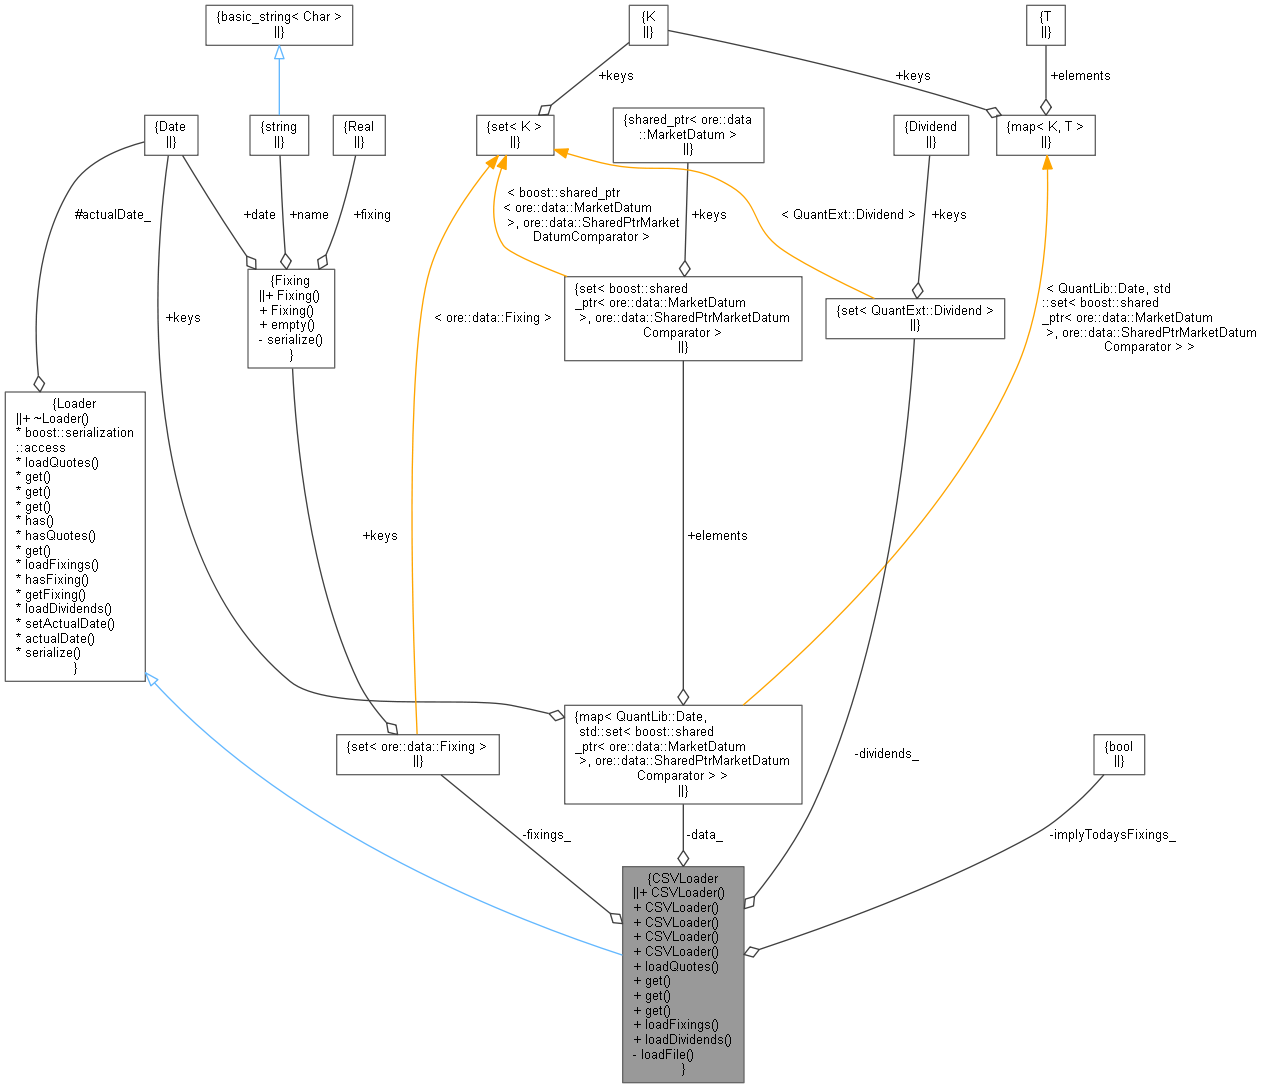 {basic_string< Char >
||}
{K
||}
{T
||}
+keys
+keys
+elements
{Date
||}
{string
||}
{Real
||}
{set< K >
||}
{shared_ptr< ore::data
::MarketDatum >
||}
{Dividend
||}
{map< K, T >
||}
#actualDate_
+date
+name
+fixing
< boost::shared_ptr
< ore::data::MarketDatum
>, ore::data::SharedPtrMarket
DatumComparator >
+keys
< QuantExt::Dividend >
+keys
{Fixing
||+ Fixing()
+ Fixing()
+ empty()
- serialize()
}
+keys
< ore::data::Fixing >
{set< boost::shared
_ptr< ore::data::MarketDatum
>, ore::data::SharedPtrMarketDatum
Comparator >
||}
{set< QuantExt::Dividend >
||}
< QuantLib::Date, std
::set< boost::shared
_ptr< ore::data::MarketDatum
>, ore::data::SharedPtrMarketDatum
Comparator > >
{Loader
||+ ~Loader()
* boost::serialization
::access
* loadQuotes()
* get()
* get()
* get()
* has()
* hasQuotes()
* get()
* loadFixings()
* hasFixing()
* getFixing()
* loadDividends()
* setActualDate()
* actualDate()
* serialize()
}
+keys
+elements
{set< ore::data::Fixing >
||}
{map< QuantLib::Date,
std::set< boost::shared
_ptr< ore::data::MarketDatum
>, ore::data::SharedPtrMarketDatum
Comparator > >
||}
-dividends_
{bool
||}
-fixings_
-data_
-implyTodaysFixings_
{CSVLoader
||+ CSVLoader()
+ CSVLoader()
+ CSVLoader()
+ CSVLoader()
+ CSVLoader()
+ loadQuotes()
+ get()
+ get()
+ get()
+ loadFixings()
+ loadDividends()
- loadFile()
}